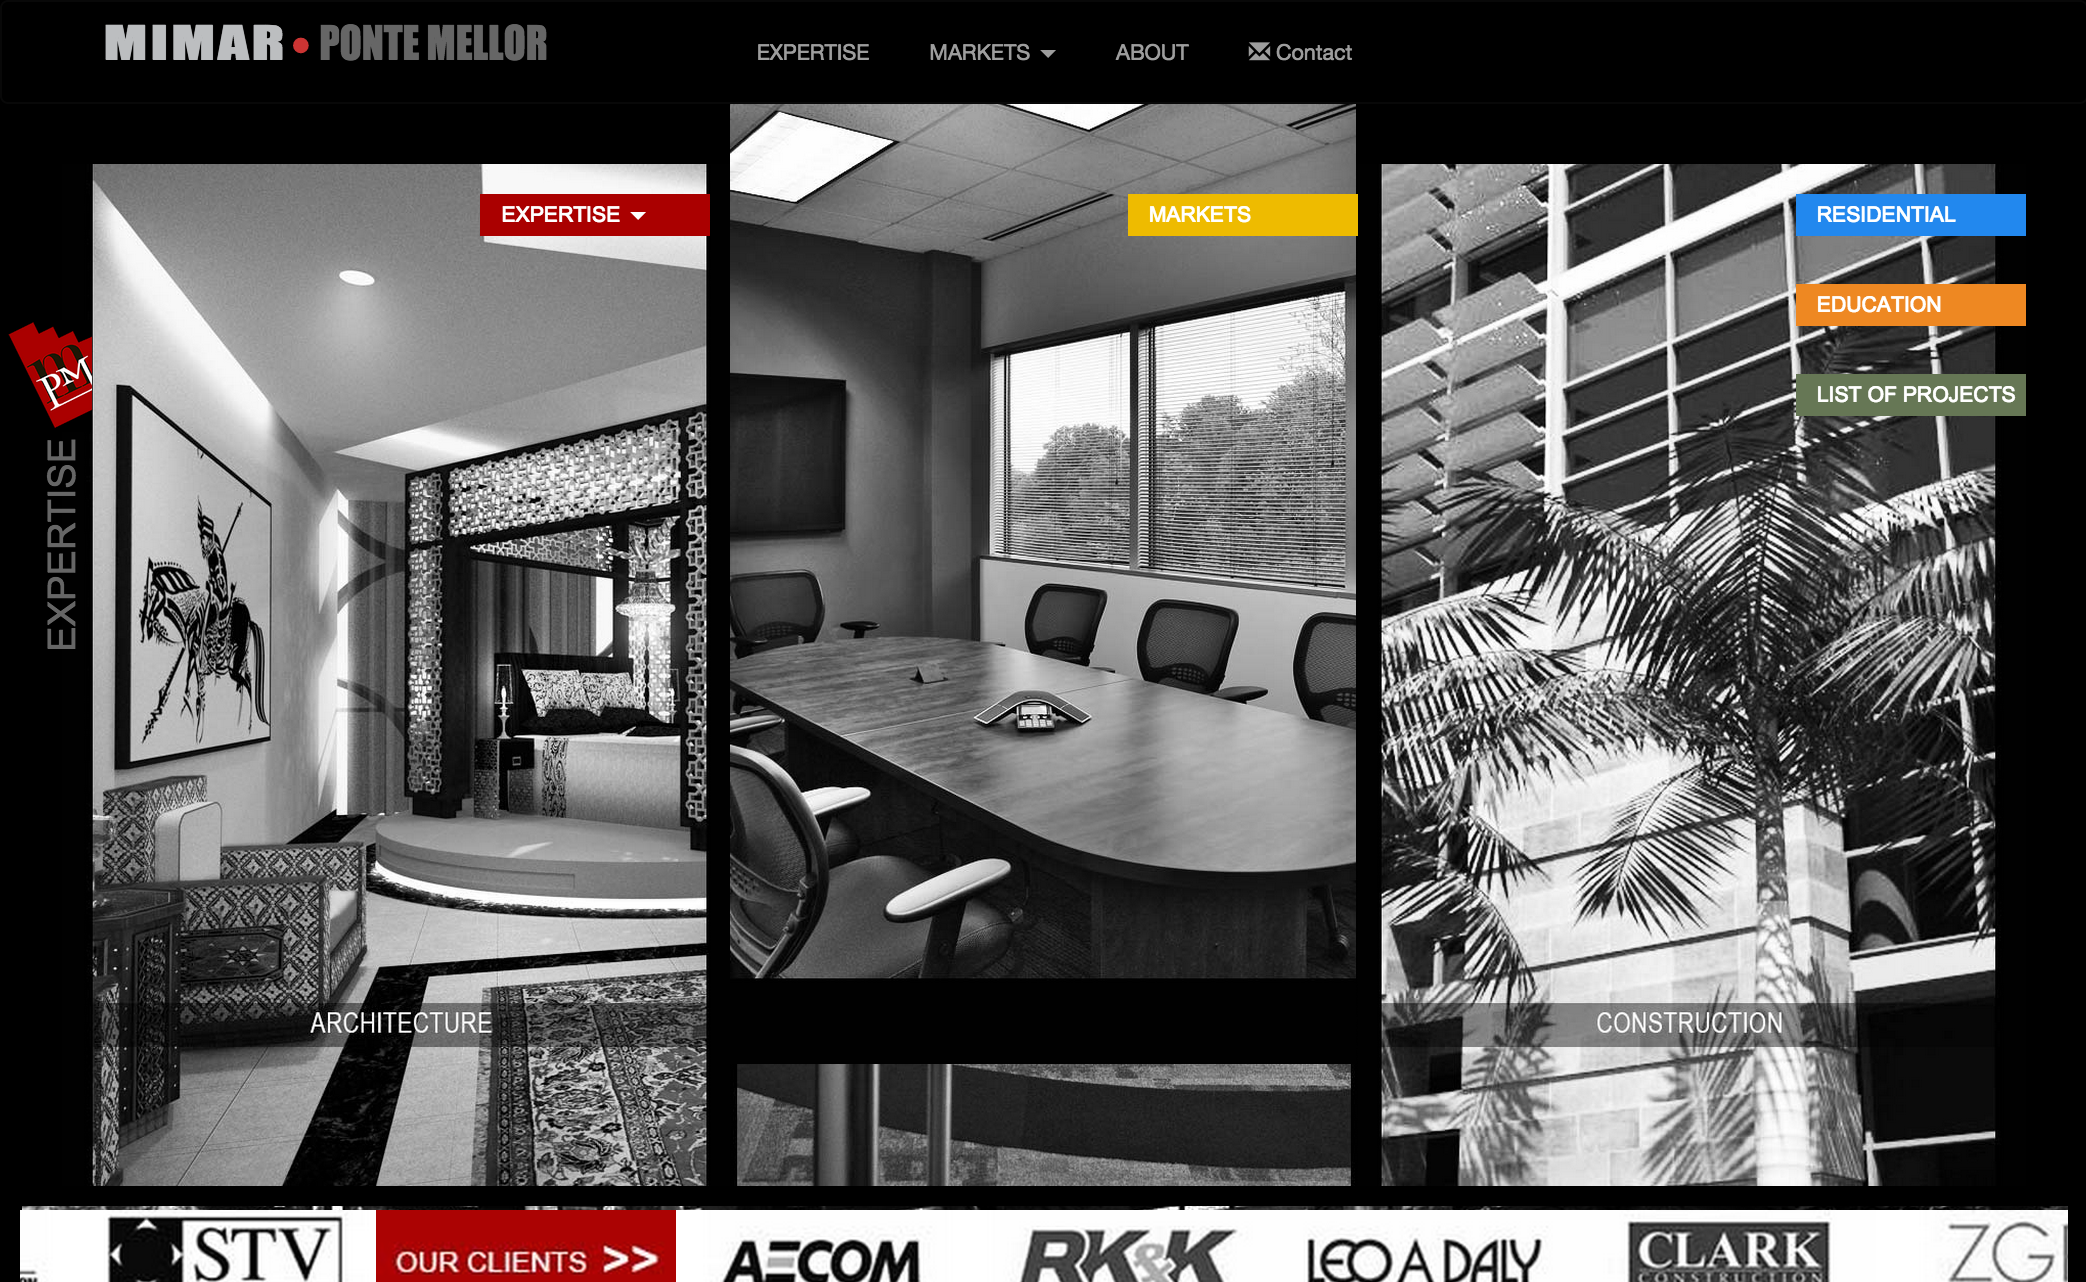 MIMAR • PONTE MELLOR
EXPERTISE
MARKETS
ABOUT
Contact
EXPERTISE
MARKETS
RESIDENTIAL
EDUCATION
LIST OF PROJECTS
m
PM
EXPERTISE
ARCHITECTURE
CONSTRUCTION
STV
OUR CLIENTS >>
AECOM
RK&K
LEO A DALY
CLARK
CONSTRUCTION
ZG